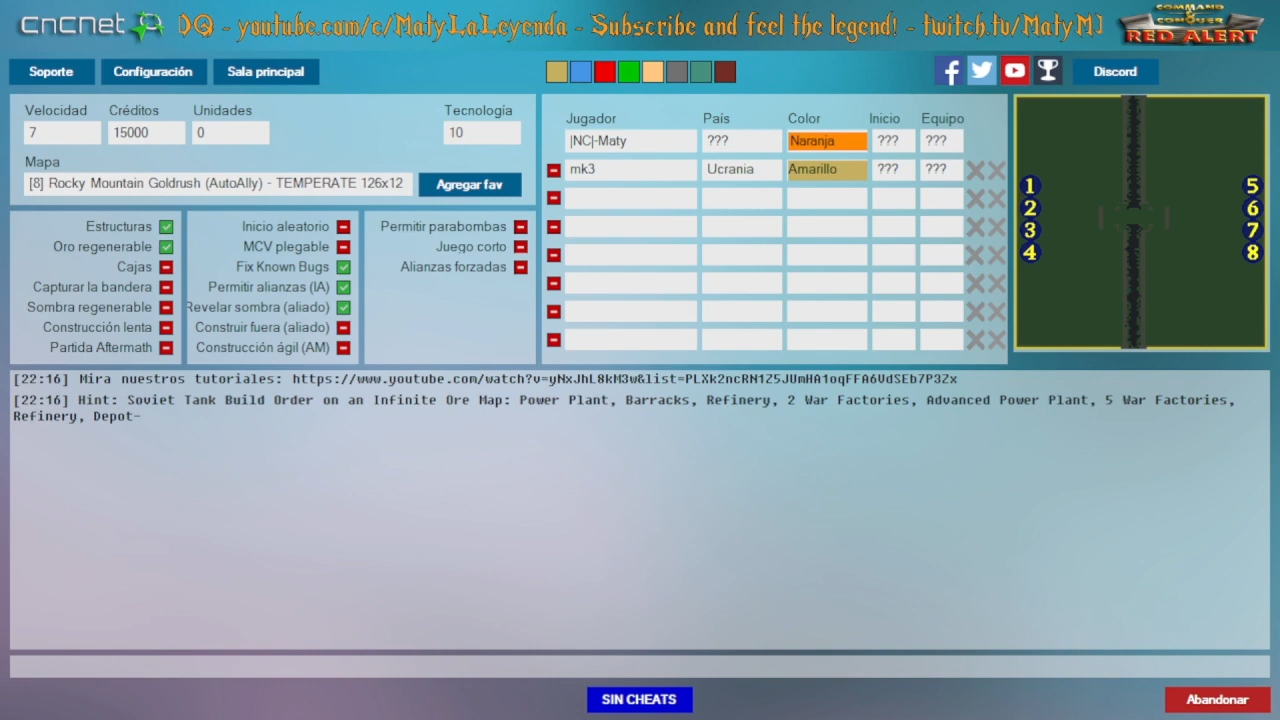 CnCNet DQ - youtube.com/c/MatyLaLeyenda - Subscribe and feel the legend! - twitch.tv/MatyMJ
COMMAND & CONQUER RED ALERT
Soporte Configuración Sala principal Discord
Velocidad Créditos Unidades Tecnología
7 15000 0 10
Mapa
[8] Rocky Mountain Goldrush (AutoAlly) - TEMPERATE 126x12 Agregar fav
Estructuras
Oro regenerable
Cajas
Capturar la bandera
Sombra regenerable
Construcción lenta
Partida Aftermath
Inicio aleatorio
MCV plegable
Fix Known Bugs
Permitir alianzas (IA)
Revelar sombra (aliado)
Construir fuera (aliado)
Construcción ágil (AM)
Permitir parabombas
Juego corto
Alianzas forzadas
Jugador País Color Inicio Equipo
|NC|-Maty ??? Naranja ??? ???
mk3 Ucrania Amarillo ??? ???
1 5
2 6
3 7
4 8
[22:16] Mira nuestros tutoriales: https://www.youtube.com/watch?v=yNxJhL8kM3w&list=PLXk2ncRN1Z5JUmHA1oqFFA6VdSEb7P3Zx
[22:16] Hint: Soviet Tank Build Order on an Infinite Ore Map: Power Plant, Barracks, Refinery, 2 War Factories, Advanced Power Plant, 5 War Factories,
Refinery, Depot-
SIN CHEATS
Abandonar